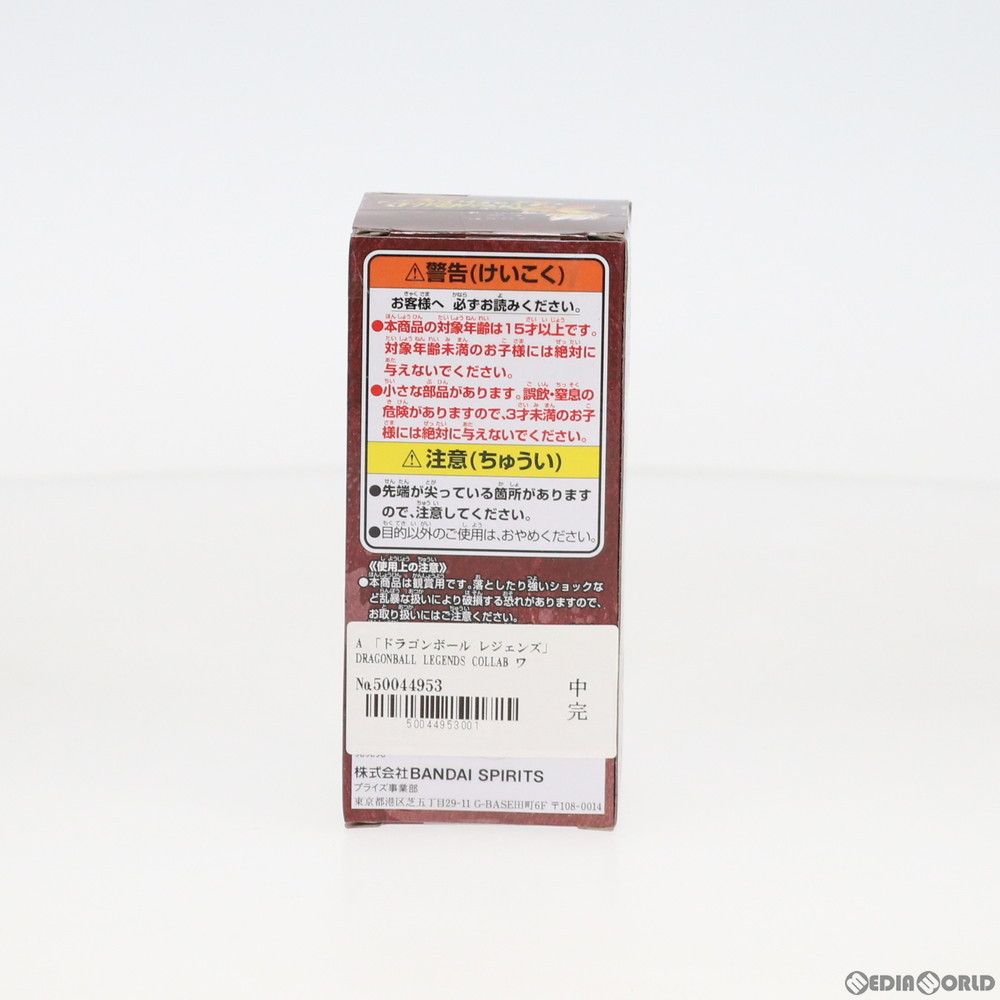 ⚠警告(けいこく)
お客様へ 必ずお読みください。
●本商品の対象年齢は15才以上です。
対象年齢未満のお子様には絶対に
与えないでください。
●小さな部品があります。誤飲・窒息の
危険がありますので、3才未満のお子
様には絶対に与えないでください。
⚠注意(ちゅうい)
●先端が尖っている箇所があります
ので、注意してください。
●目的以外のご使用は、おやめください。
《使用上の注意》
●本商品は観賞用です。落としたり強いショックな
ど乱暴な扱いにより破損する恐れがありますので、
お取り扱いにはご注意ください。
A 「ドラゴンボール レジェンズ」
DRAGONBALL LEGENDS COLLAB ワ
No.50044953
中
完
50044953001
株式会社BANDAI SPIRITS
プライズ事業部
東京都港区芝五丁目29-11 G-BASE田町6F 〒108-0014
MEDIAWORLD